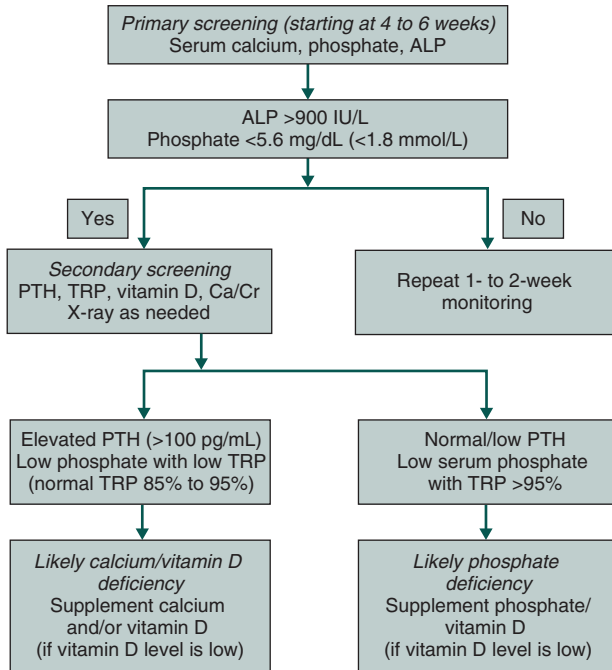 Primary screening (starting at 4 to 6 weeks)
Serum calcium, phosphate, ALP
ALP >900 IU/L
Phosphate <5.6 mg/dL (<1.8 mmol/L)
Yes
No
Secondary screening
PTH, TRP, vitamin D, Ca/Cr
X-ray as needed
Repeat 1- to 2-week
monitoring
Elevated PTH (>100 pg/mL)
Low phosphate with low TRP
(normal TRP 85% to 95%)
Normal/low PTH
Low serum phosphate
with TRP >95%
Likely calcium/vitamin D
deficiency
Supplement calcium
and/or vitamin D
(if vitamin D level is low)
Likely phosphate
deficiency
Supplement phosphate/
vitamin D
(if vitamin D level is low)